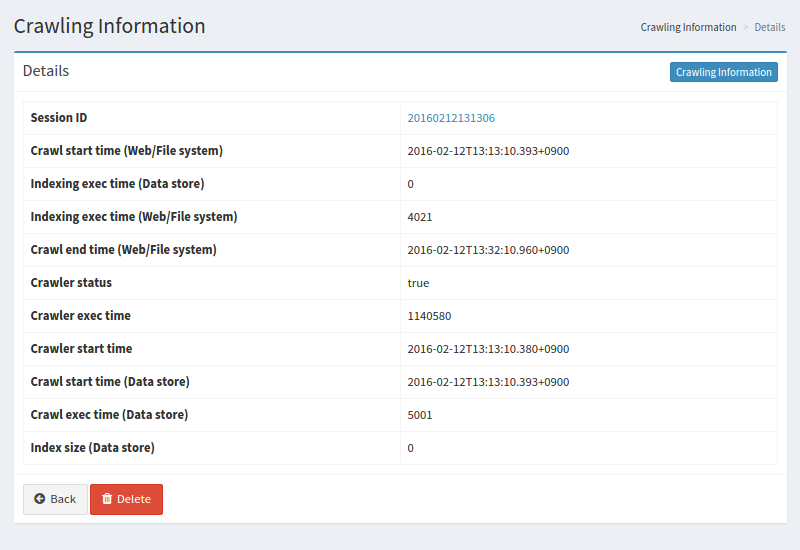 Crawling Information
Crawling Information > Details
Details
Crawling Information
Session ID 20160212131306
Crawl start time (Web/File system) 2016-02-12T13:13:10.393+0900
Indexing exec time (Data store) 0
Indexing exec time (Web/File system) 4021
Crawl end time (Web/File system) 2016-02-12T13:32:10.960+0900
Crawler status true
Crawler exec time 1140580
Crawler start time 2016-02-12T13:13:10.380+0900
Crawl start time (Data store) 2016-02-12T13:13:10.393+0900
Crawl exec time (Data store) 5001
Index size (Data store) 0
Back Delete